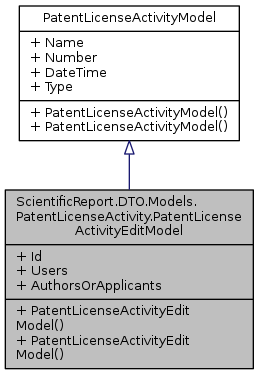 PatentLicenseActivityModel
+ Name
+ Number
+ DateTime
+ Type
+ PatentLicenseActivityModel()
+ PatentLicenseActivityModel()
ScientificReport.DTO.Models.
PatentLicenseActivity.PatentLicense
ActivityEditModel
+ Id
+ Users
+ AuthorsOrApplicants
+ PatentLicenseActivityEdit
Model()
+ PatentLicenseActivityEdit
Model()